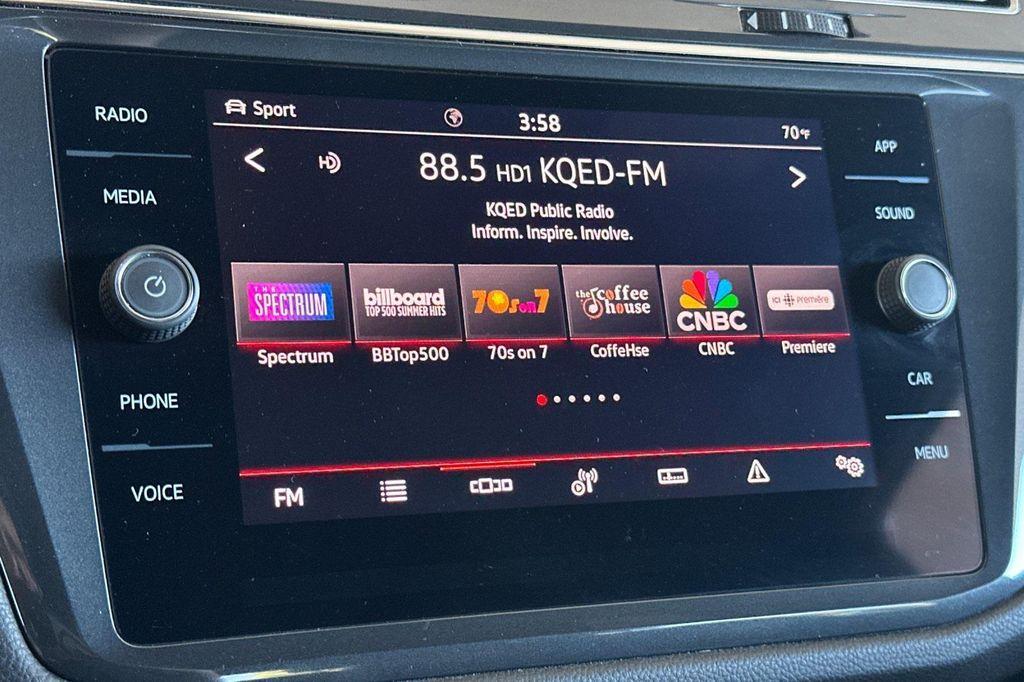 RADIO
MEDIA
PHONE
VOICE
Sport
3:58
70°F
HD
88.5 HD1 KQED-FM
KQED Public Radio
Inform. Inspire. Involve.
THE
SPECTRUM
billboard
TOP 500 SUMMER HITS
70s on 7
the coffee
house
CNBC
ICI première
Spectrum
BBTop500
70s on 7
CoffeHse
CNBC
Premiere
FM
APP
SOUND
CAR
MENU